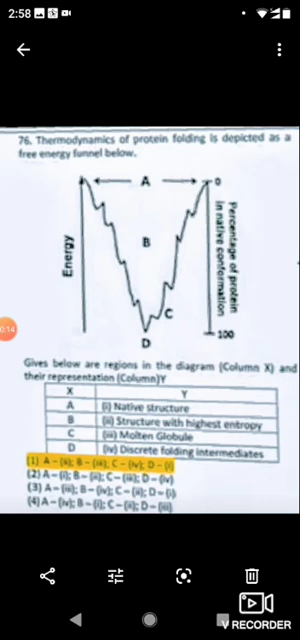 2:58
76. Thermodynamics of protein folding is depicted as a
free energy funnel below.
A
0
Energy
B
Percentage of protein
in native conformation
C
D
100
0:14
Gives below are regions in the diagram (Column X) and
their representation (Column)Y
X Y
A (i) Native structure
B (ii) Structure with highest entropy
C (iii) Molten Globule
D (iv) Discrete folding intermediates
(1) A – (ii); B – (iii); C – (iv); D – (i)
(2) A – (i); B – (ii); C – (iii); D – (iv)
(3) A – (iii); B – (iv); C – (ii); D – (i)
(4) A – (iv); B – (i); C – (ii); D – (iii)
V RECORDER